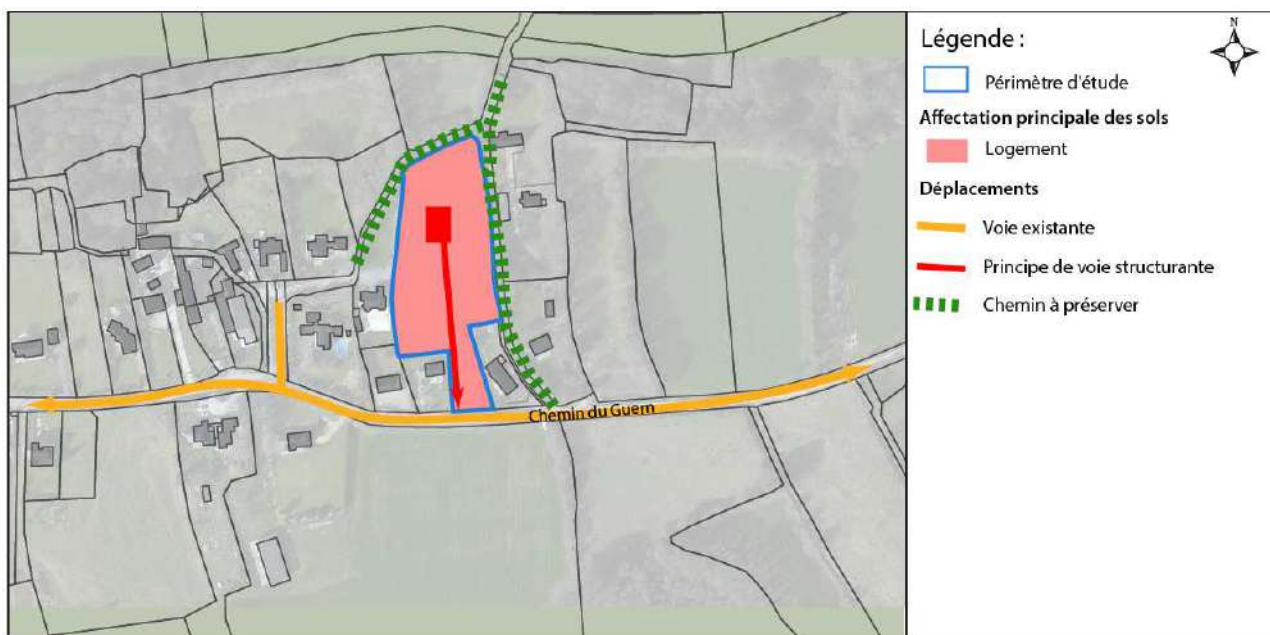 N
Légende :
Périmètre d'étude
Affectation principale des sols
Logement
Déplacements
Voie existante
Principe de voie structurante
Chemin à préserver
Chemin du Guern